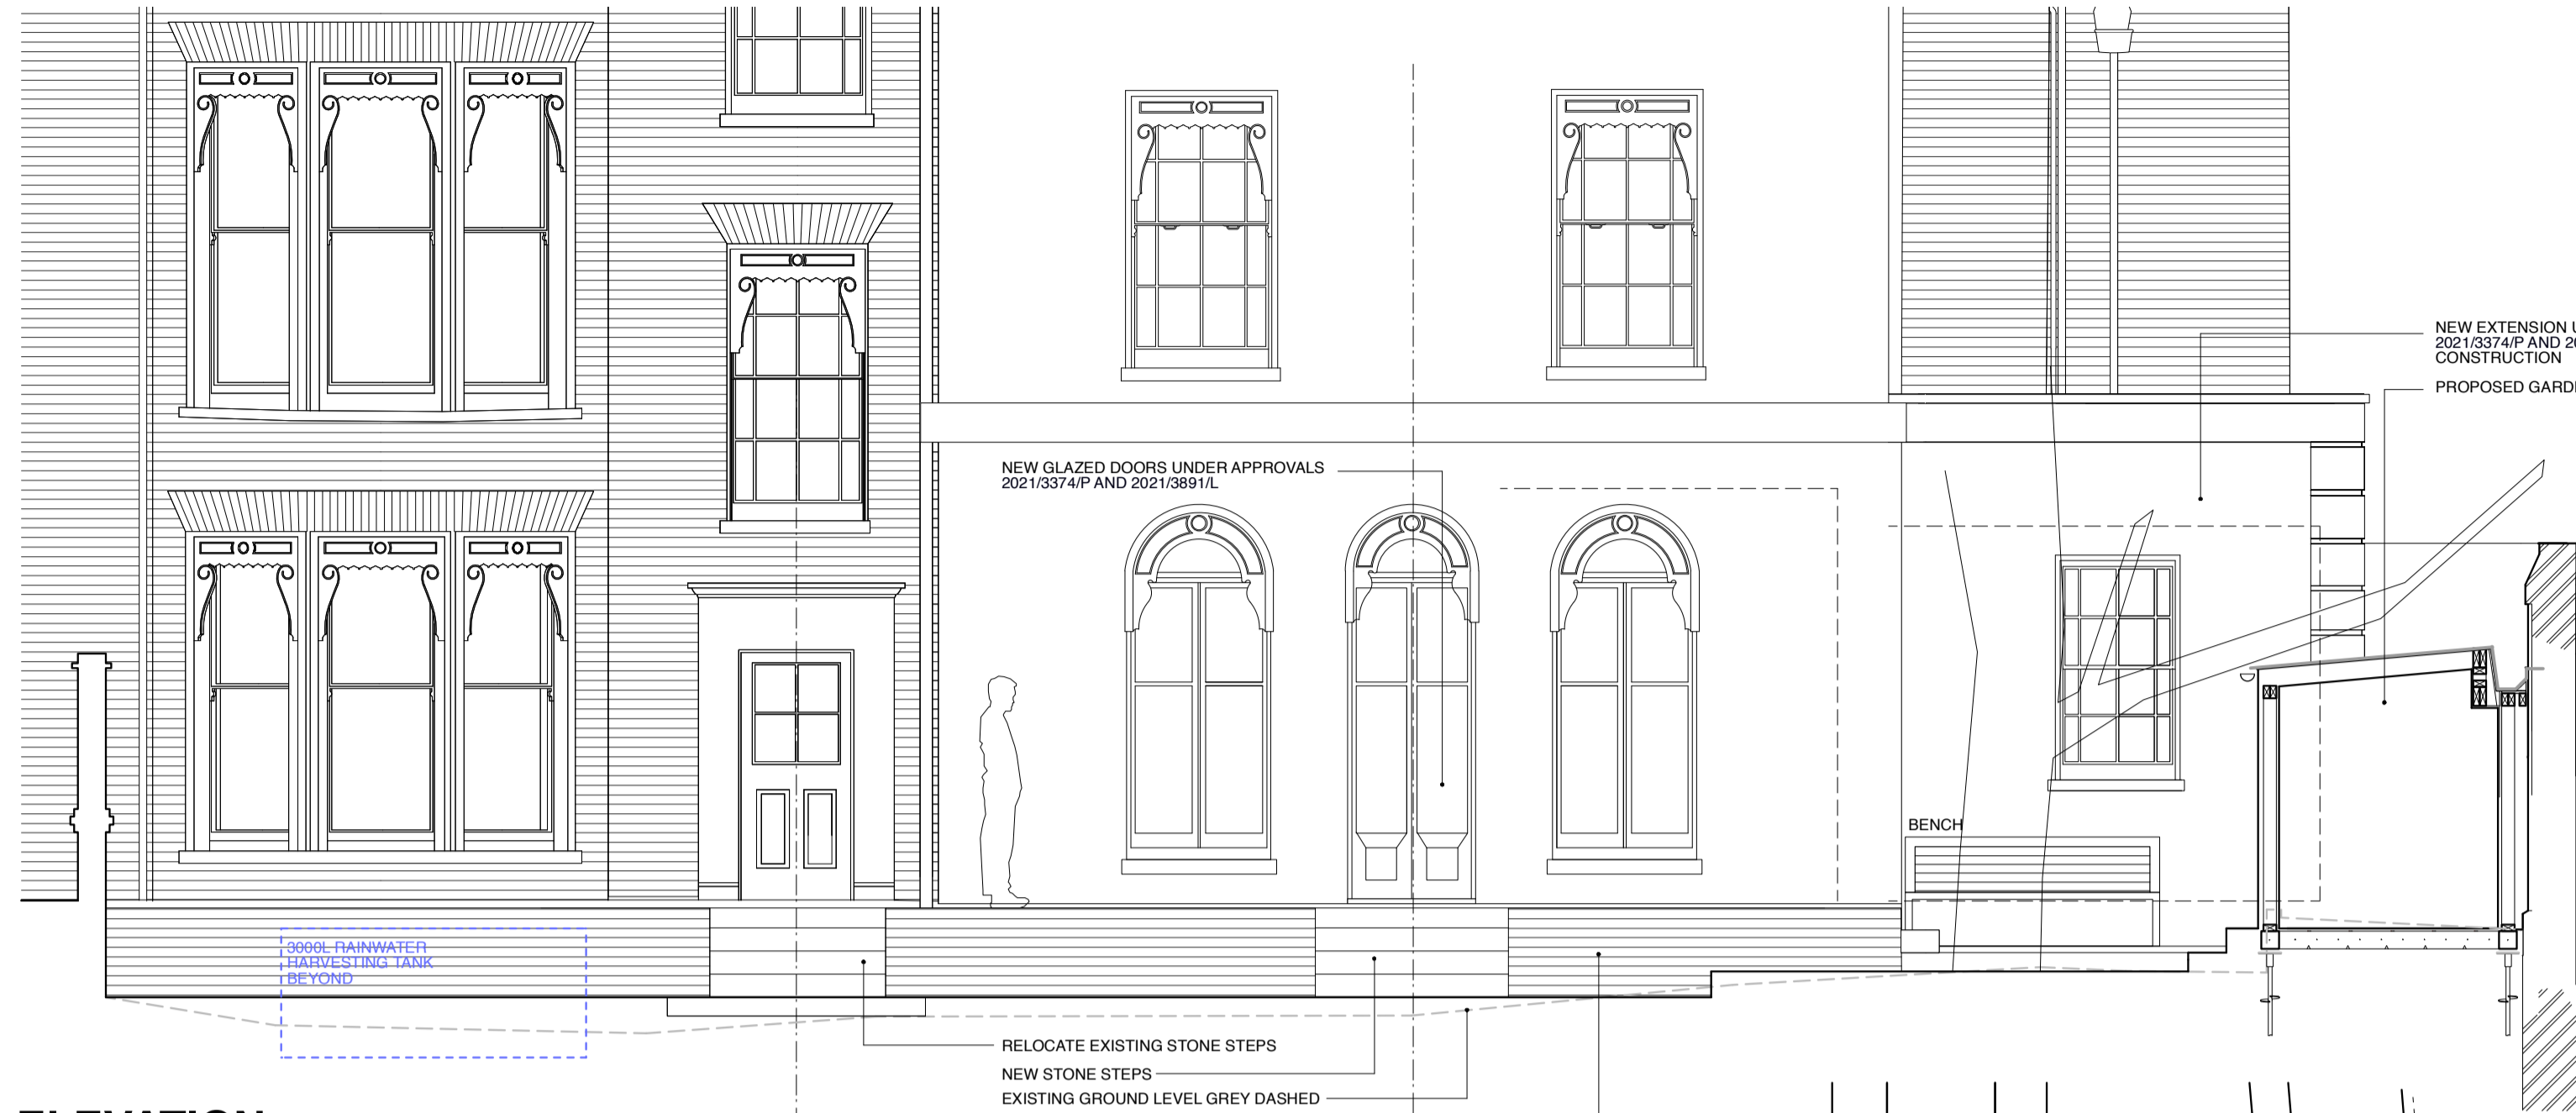 NEW EXTENSION
2021/3374/P AND
CONSTRUCTION
PROPOSED
NEW GLAZED DOORS UNDER APPROVALS
2021/3374/P AND 2021/3891/L
BENCH
3000L RAINWATER
HARVESTING TANK
BEYOND
RELOCATE EXISTING STONE STEPS
NEW STONE STEPS
EXISTING GROUND LEVEL GREY DASHED
ELEVATION